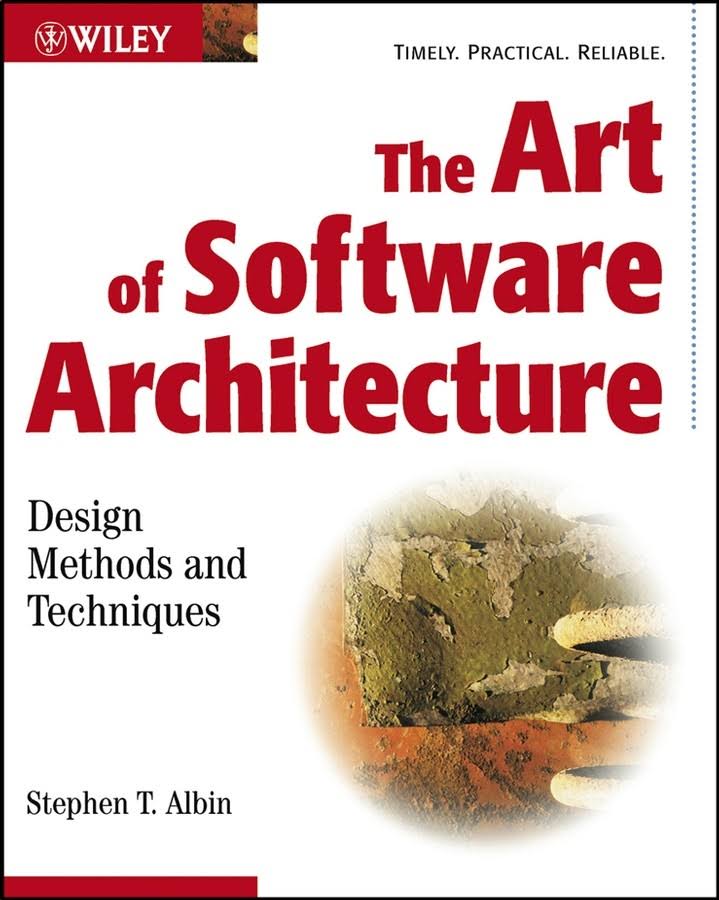 WILEY
TIMELY. PRACTICAL. RELIABLE.
The Art
of Software
Architecture
Design
Methods and
Techniques
Stephen T. Albin